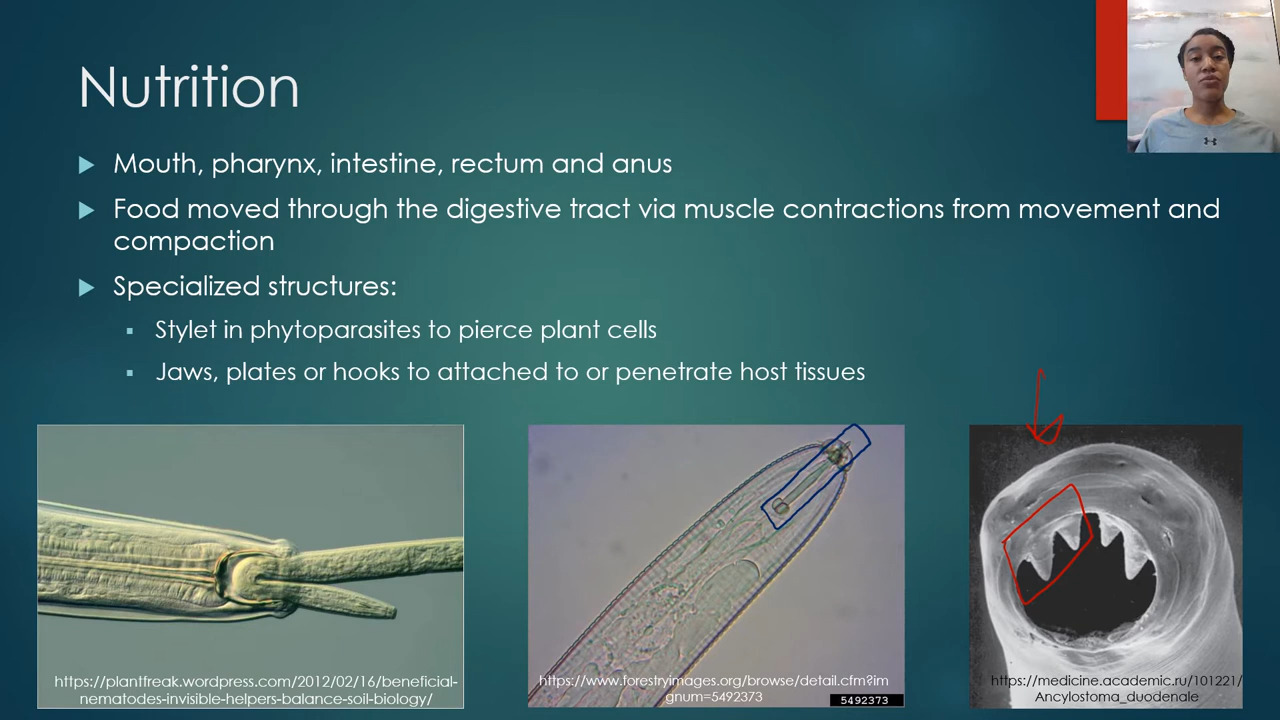 Nutrition
Mouth, pharynx, intestine, rectum and anus
Food moved through the digestive tract via muscle contractions from movement and
compaction
Specialized structures:
Stylet in phytoparasites to pierce plant cells
Jaws, plates or hooks to attached to or penetrate host tissues
https://plantfreak.wordpress.com/2012/02/16/beneficial-
nematodes-invisible-helpers-balance-soil-biology/
https://www.forestryimages.org/browse/detail.cfm?im
gnum=5492373
5492373
https://medicine.academic.ru/101221/
Ancylostoma_duodenale